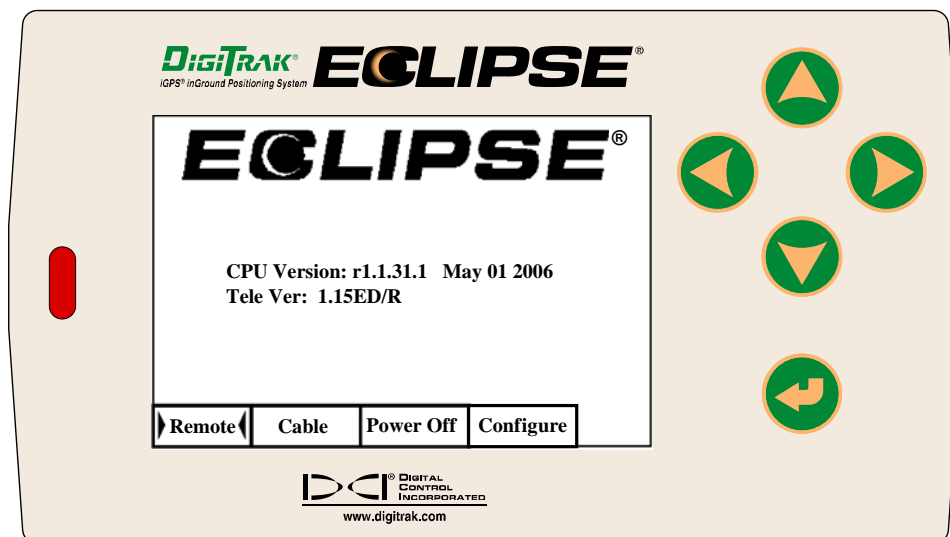 DIGITRAK® ECLIPSE®
iGPS® inGround Positioning System
ECLIPSE®
CPU Version: r1.1.31.1 May 01 2006
Tele Ver: 1.15ED/R
Remote Cable Power Off Configure
DCI® DIGITAL
CONTROL
INCORPORATED
www.digitrak.com